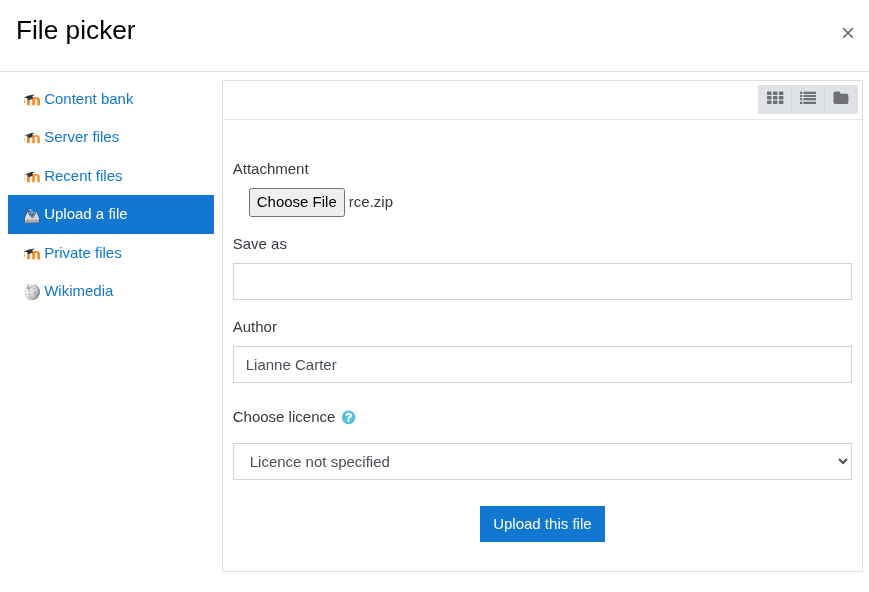 File picker
×
Content bank
Server files
Recent files
Upload a file
Private files
Wikimedia
Attachment
Choose File rce.zip
Save as
Author
Lianne Carter
Choose licence ?
Licence not specified
Upload this file